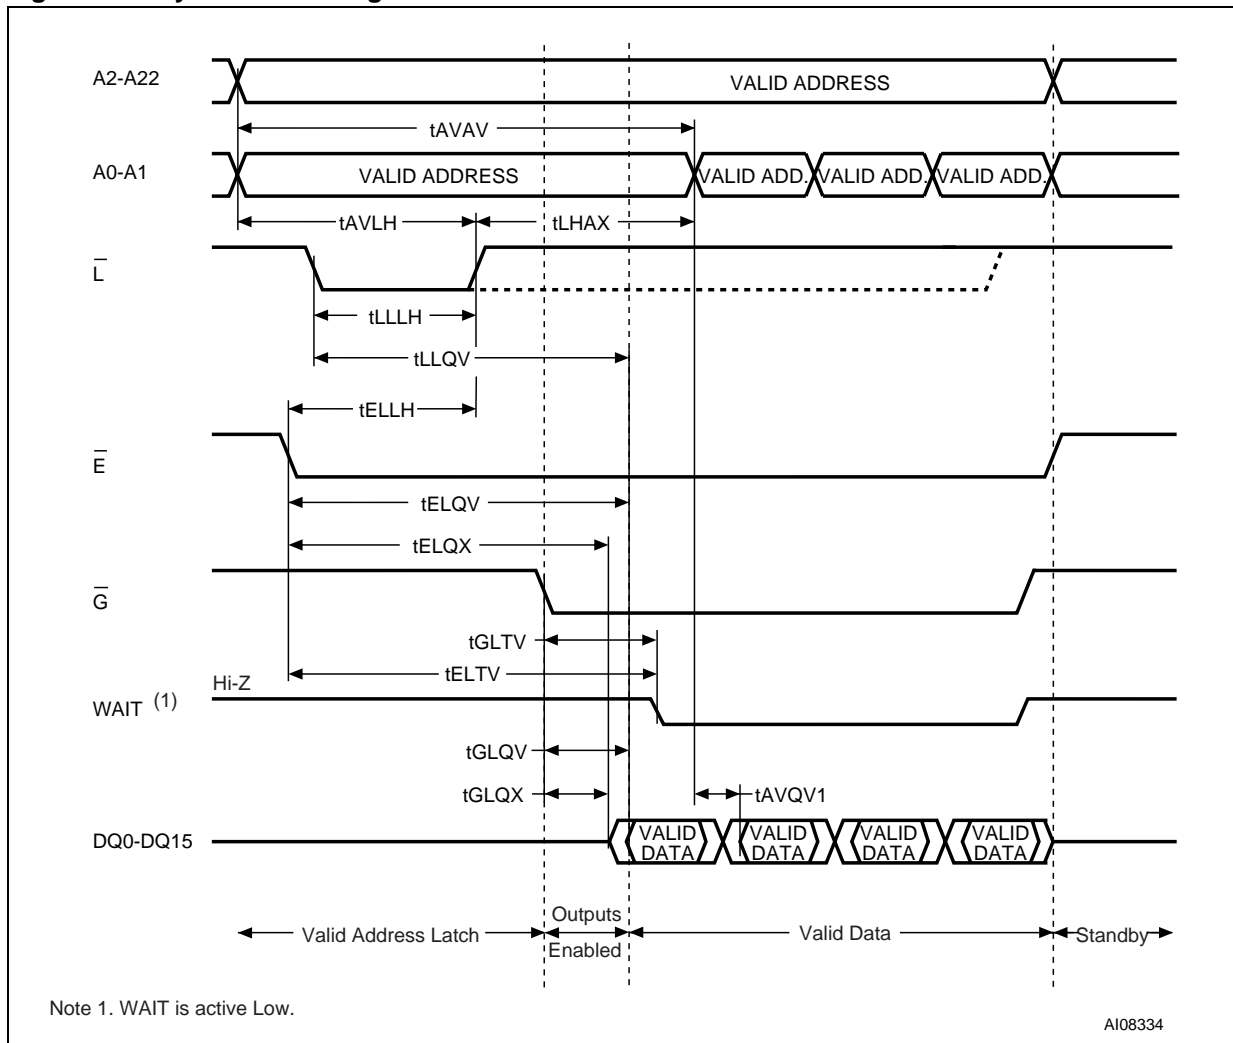 A2-A22
VALID ADDRESS
tAVAV
A0-A1
VALID ADDRESS
VALID ADD.
VALID ADD.
VALID ADD.
tAVLH
tLHAX
L
tLLLH
tLLQV
tELLH
E
tELQV
tELQX
G
tGLTV
tELTV
Hi-Z
WAIT (1)
tGLQV
tGLQX
tAVQV1
DQ0-DQ15
VALID
DATA
VALID
DATA
VALID
DATA
VALID
DATA
Valid Address Latch
Outputs
Enabled
Valid Data
Standby
Note 1. WAIT is active Low.
AI08334